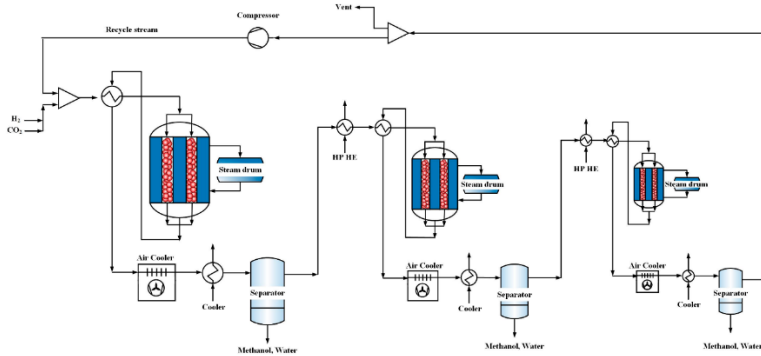 Vent
Compressor
Recycle stream
H₂
CO₂
HP HE
HP HE
Steam drum
Steam drum
Steam drum
Air Cooler
Air Cooler
Air Cooler
Separator
Separator
Separator
Cooler
Cooler
Cooler
Methanol, Water
Methanol, Water
Methanol, Water